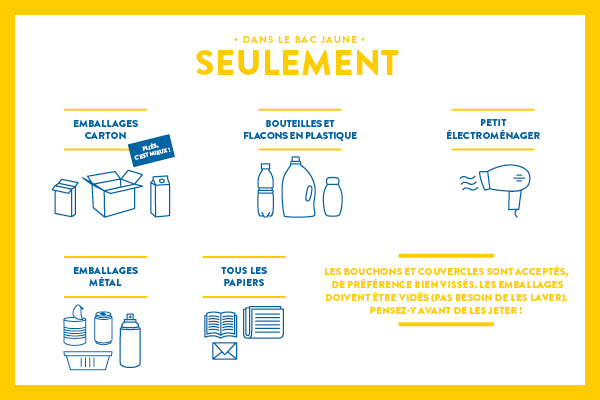 • DANS LE BAC JAUNE •
SEULEMENT
EMBALLAGES
CARTON
PLIÉS,
C'EST MIEUX !
BOUTEILLES ET
FLACONS EN PLASTIQUE
PETIT
ÉLECTROMÉNAGER
EMBALLAGES
MÉTAL
TOUS LES
PAPIERS
LES BOUCHONS ET COUVERCLES SONT ACCEPTÉS,
DE PRÉFÉRENCE BIEN VISSÉS. LES EMBALLAGES
DOIVENT ÊTRE VIDÉS (PAS BESOIN DE LES LAVER).
PENSEZ-Y AVANT DE LES JETER !